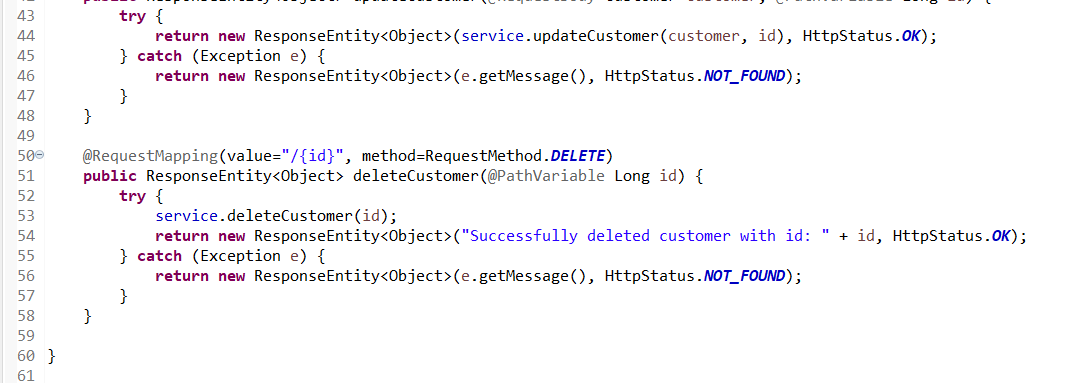 43 try {
44 return new ResponseEntity<Object>(service.updateCustomer(customer, id), HttpStatus.OK);
45 } catch (Exception e) {
46 return new ResponseEntity<Object>(e.getMessage(), HttpStatus.NOT_FOUND);
47 }
48 }
49
50 @RequestMapping(value="/{id}", method=RequestMethod.DELETE)
51 public ResponseEntity<Object> deleteCustomer(@PathVariable Long id) {
52 try {
53 service.deleteCustomer(id);
54 return new ResponseEntity<Object>("Successfully deleted customer with id: " + id, HttpStatus.OK);
55 } catch (Exception e) {
56 return new ResponseEntity<Object>(e.getMessage(), HttpStatus.NOT_FOUND);
57 }
58 }
59
60 }
61